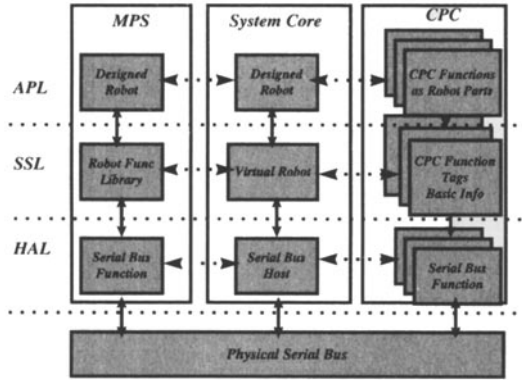 MPS
System Core
CPC
APL
Designed
Robot
Designed
Robot
CPC Functions
as Robot Parts
SSL
Robot Func
Library
Virtual Robot
CPC Function
Tags
Basic Info
HAL
Serial Bus
Function
Serial Bus
Host
Serial Bus
Function
Physical Serial Bus